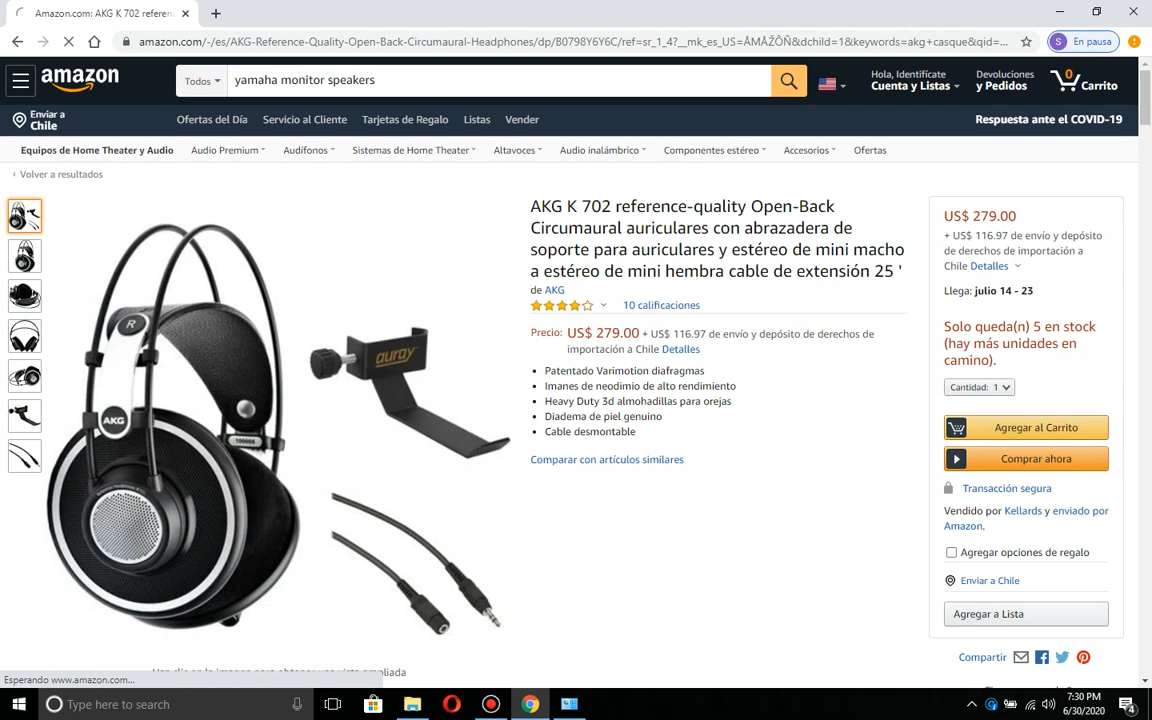 Amazon.com: AKG K 702 referenc
amazon.com/-/es/AKG-Reference-Quality-Open-Back-Circumaural-Headphones/dp/B0798Y6Y6C/ref=sr_1_4?__mk_es_US=ÅMÅŽÕÑ&dchild=1&keywords=akg+casque&qid=...
S En pausa
amazon
Todos
yamaha monitor speakers
Hola, Identifícate
Cuenta y Listas
Devoluciones
y Pedidos
0
Carrito
Enviar a
Chile
Ofertas del Día Servicio al Cliente Tarjetas de Regalo Listas Vender
Respuesta ante el COVID-19
Equipos de Home Theater y Audio Audio Premium Audífonos Sistemas de Home Theater Altavoces Audio inalámbrico Componentes estéreo Accesorios Ofertas
‹ Volver a resultados
R
AKG
auray
AKG K 702 reference-quality Open-Back
Circumaural auriculares con abrazadera de
soporte para auriculares y estéreo de mini macho
a estéreo de mini hembra cable de extensión 25 '
de AKG
10 calificaciones
Precio: US$ 279.00 + US$ 116.97 de envío y depósito de derechos de
importación a Chile Detalles
• Patentado Varimotion diafragmas
• Imanes de neodimio de alto rendimiento
• Heavy Duty 3d almohadillas para orejas
• Diadema de piel genuino
• Cable desmontable
Comparar con artículos similares
US$ 279.00
+ US$ 116.97 de envío y depósito
de derechos de importación a
Chile Detalles
Llega: julio 14 - 23
Solo queda(n) 5 en stock
(hay más unidades en
camino).
Cantidad: 1
Agregar al Carrito
Comprar ahora
Transacción segura
Vendido por Kellards y enviado por
Amazon.
Agregar opciones de regalo
Enviar a Chile
Agregar a Lista
Compartir
Esperando www.amazon.com...
Type here to search
7:30 PM
6/30/2020
4